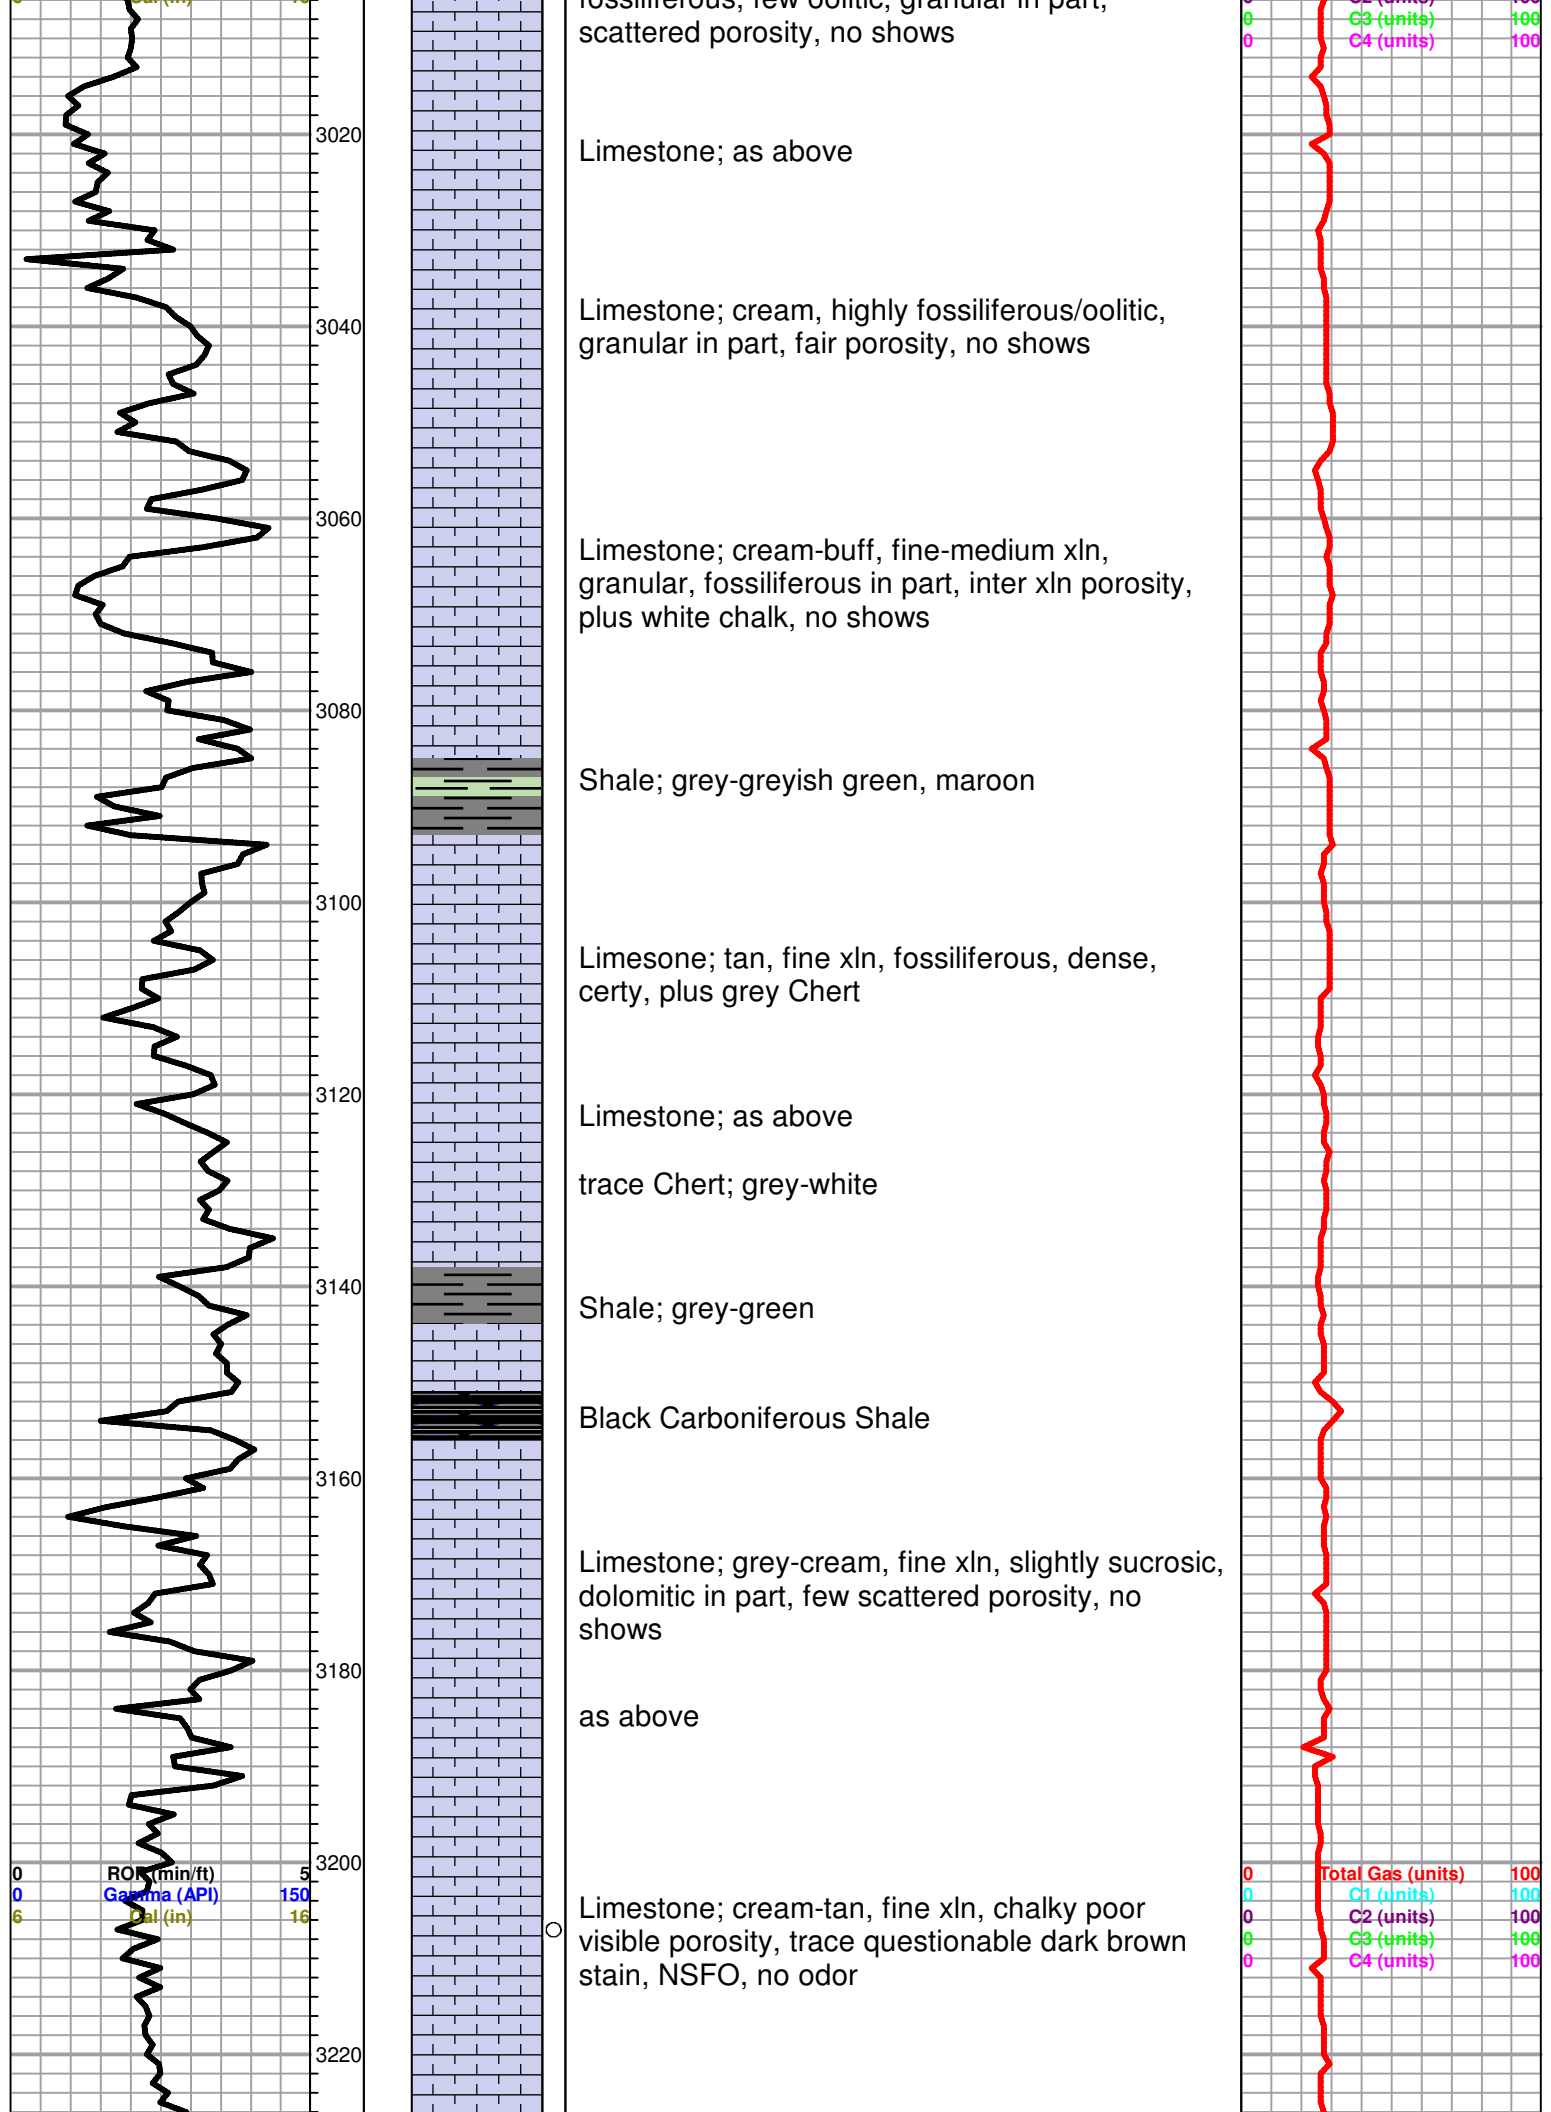 Cal (in) 16
fossiliferous, few oolitic, granular in part,
scattered porosity, no shows
C2 (units) 100
0 C3 (units) 100
0 C4 (units) 100
3020
Limestone; as above
Limestone; cream, highly fossiliferous/oolitic,
3040
granular in part, fair porosity, no shows
3060
Limestone; cream-buff, fine-medium xln,
granular, fossiliferous in part, inter xln porosity,
plus white chalk, no shows
3080
Shale; grey-greyish green, maroon
3100
Limesone; tan, fine xln, fossiliferous, dense,
certy, plus grey Chert
3120
Limestone; as above
trace Chert; grey-white
3140
Shale; grey-green
Black Carboniferous Shale
3160
Limestone; grey-cream, fine xln, slightly sucrosic,
dolomitic in part, few scattered porosity, no
shows
3180
as above
3200
0 ROP (min/ft) 5
0 Gamma (API) 150
6 Cal (in) 16
0 Total Gas (units) 100
0 C1 (units) 100
0 C2 (units) 100
0 C3 (units) 100
0 C4 (units) 100
Limestone; cream-tan, fine xln, chalky poor
visible porosity, trace questionable dark brown
stain, NSFO, no odor
3220